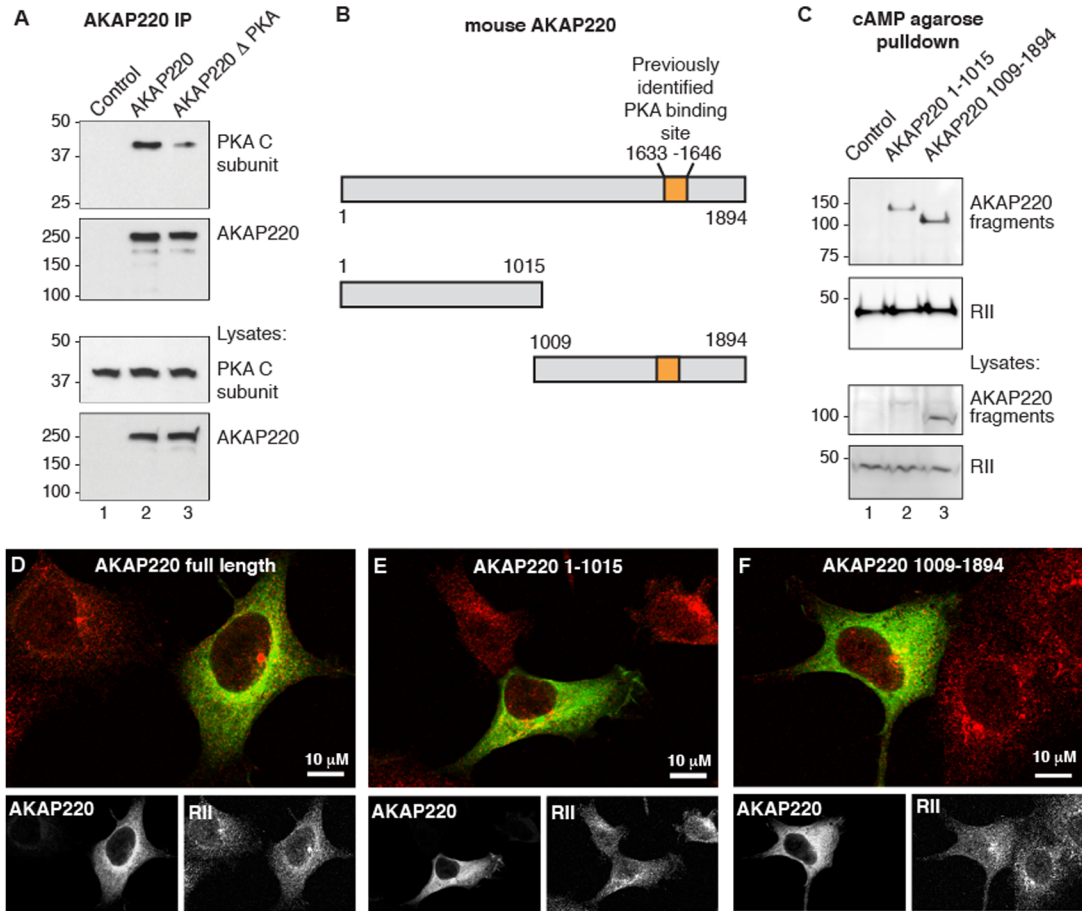 A
AKAP220 IP
Control
AKAP220
AKAP220 Δ PKA
50
37
25
PKA C
subunit
250
150
100
AKAP220
Lysates:
50
37
PKA C
subunit
250
150
100
AKAP220
1 2 3
B
mouse AKAP220
Previously
identified
PKA binding
site
1633 -1646
1 1894
1 1015
1009 1894
C
cAMP agarose
pulldown
Control
AKAP220 1-1015
AKAP220 1009-1894
150
100
75
AKAP220
fragments
50
RII
Lysates:
100
AKAP220
fragments
50
RII
1 2 3
D
AKAP220 full length
10 μM
AKAP220
RII
E
AKAP220 1-1015
10 μM
AKAP220
RII
F
AKAP220 1009-1894
10 μM
AKAP220
RII